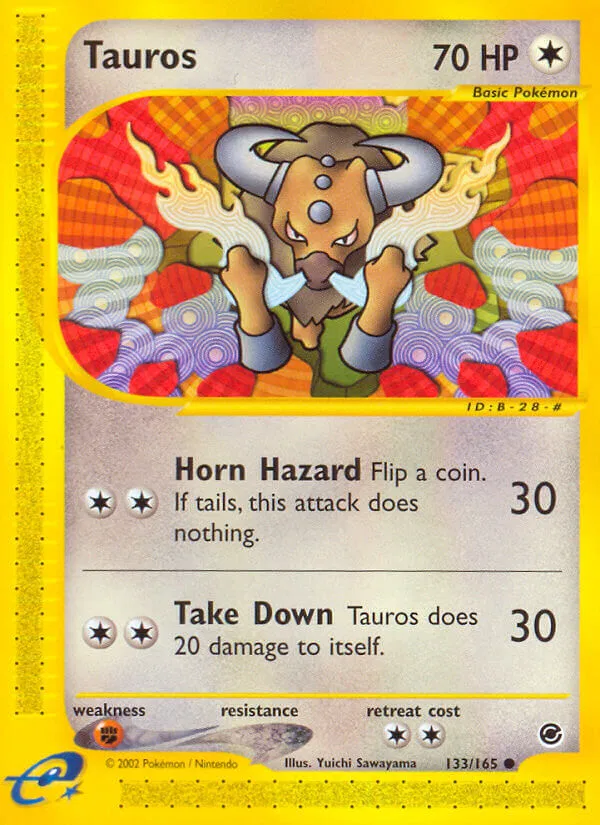 Tauros 70 HP
Basic Pokémon
ID:B-28-#
Horn Hazard Flip a coin.
If tails, this attack does
nothing.
30
Take Down Tauros does
20 damage to itself.
30
weakness resistance retreat cost
© 2002 Pokémon / Nintendo Illus. Yuichi Sawayama 133/165
e